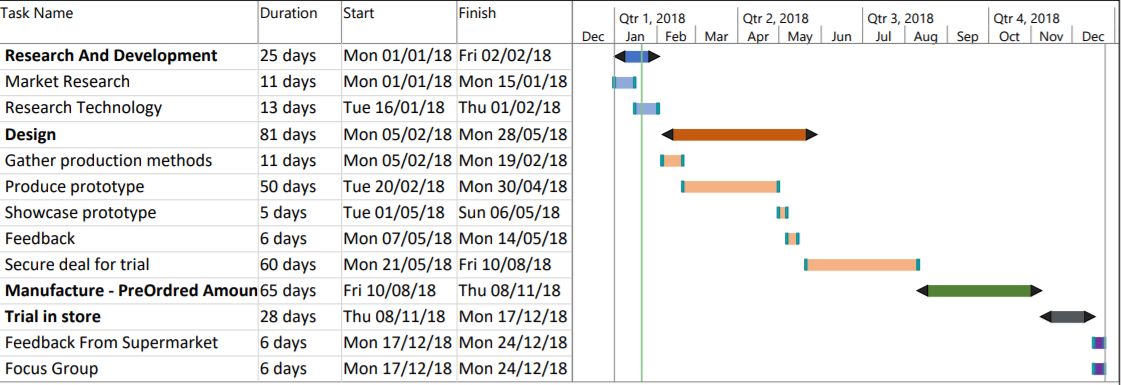 Task Name Duration Start Finish Qtr 1, 2018 Qtr 2, 2018 Qtr 3, 2018 Qtr 4, 2018
Dec Jan Feb Mar Apr May Jun Jul Aug Sep Oct Nov Dec
Research And Development 25 days Mon 01/01/18 Fri 02/02/18
Market Research 11 days Mon 01/01/18 Mon 15/01/18
Research Technology 13 days Tue 16/01/18 Thu 01/02/18
Design 81 days Mon 05/02/18 Mon 28/05/18
Gather production methods 11 days Mon 05/02/18 Mon 19/02/18
Produce prototype 50 days Tue 20/02/18 Mon 30/04/18
Showcase prototype 5 days Tue 01/05/18 Sun 06/05/18
Feedback 6 days Mon 07/05/18 Mon 14/05/18
Secure deal for trial 60 days Mon 21/05/18 Fri 10/08/18
Manufacture - PreOrdred Amoun 65 days Fri 10/08/18 Thu 08/11/18
Trial in store 28 days Thu 08/11/18 Mon 17/12/18
Feedback From Supermarket 6 days Mon 17/12/18 Mon 24/12/18
Focus Group 6 days Mon 17/12/18 Mon 24/12/18